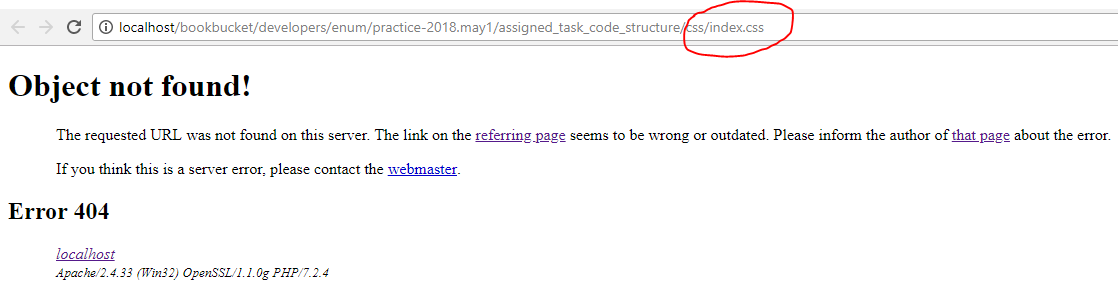 localhost/bookbucket/developers/enum/practice-2018.may1/assigned_task_code_structure/css/index.css
Object not found!
The requested URL was not found on this server. The link on the referring page seems to be wrong or outdated. Please inform the author of that page about the error.
If you think this is a server error, please contact the webmaster.
Error 404
localhost
Apache/2.4.33 (Win32) OpenSSL/1.1.0g PHP/7.2.4